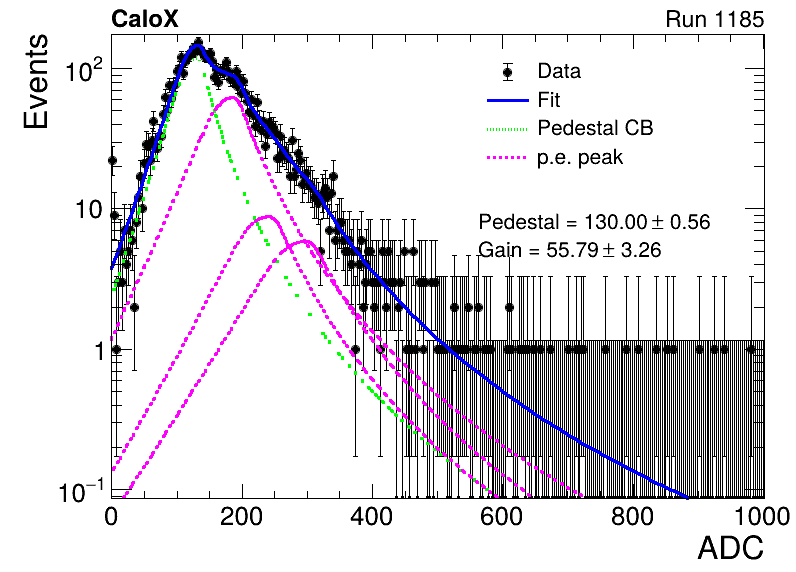 CaloX Run 1185
Events
10²
10
1
10⁻¹
Data
Fit
Pedestal CB
p.e. peak
Pedestal = 130.00 ± 0.56
Gain = 55.79 ± 3.26
0 200 400 600 800 1000
ADC